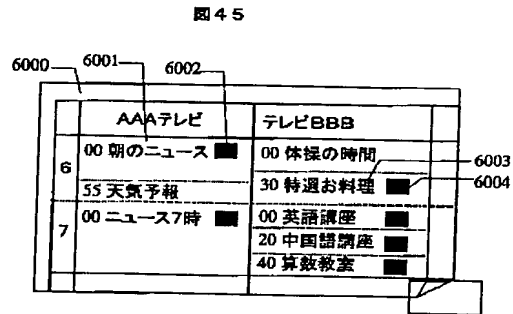 図45
6000 6001 6002
AAAテレビ テレビBBB
6 00 朝のニュース 00 体操の時間
6003
55 天気予報 30 特選お料理 6004
7 00 ニュース7時 00 英語講座
20 中国語講座
40 算数教室